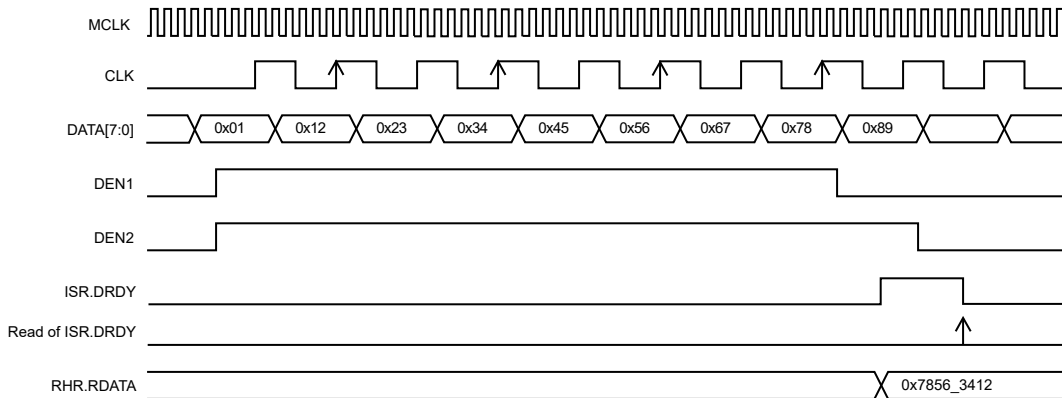 MCLK
CLK
DATA[7:0] 0x01 0x12 0x23 0x34 0x45 0x56 0x67 0x78 0x89
DEN1
DEN2
ISR.DRDY
Read of ISR.DRDY
RHR.RDATA 0x7856_3412